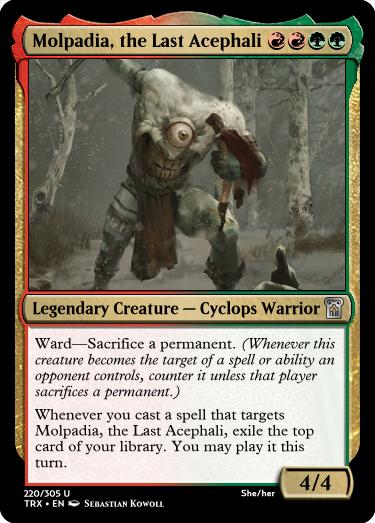 Molpadia, the Last Acephali
Legendary Creature — Cyclops Warrior
Ward—Sacrifice a permanent. (Whenever this
creature becomes the target of a spell or ability an
opponent controls, counter it unless that player
sacrifices a permanent.)
Whenever you cast a spell that targets
Molpadia, the Last Acephali, exile the top
card of your library. You may play it this
turn.
4/4
220/305 U
She/her
TRX • EN Sebastian Kowoll